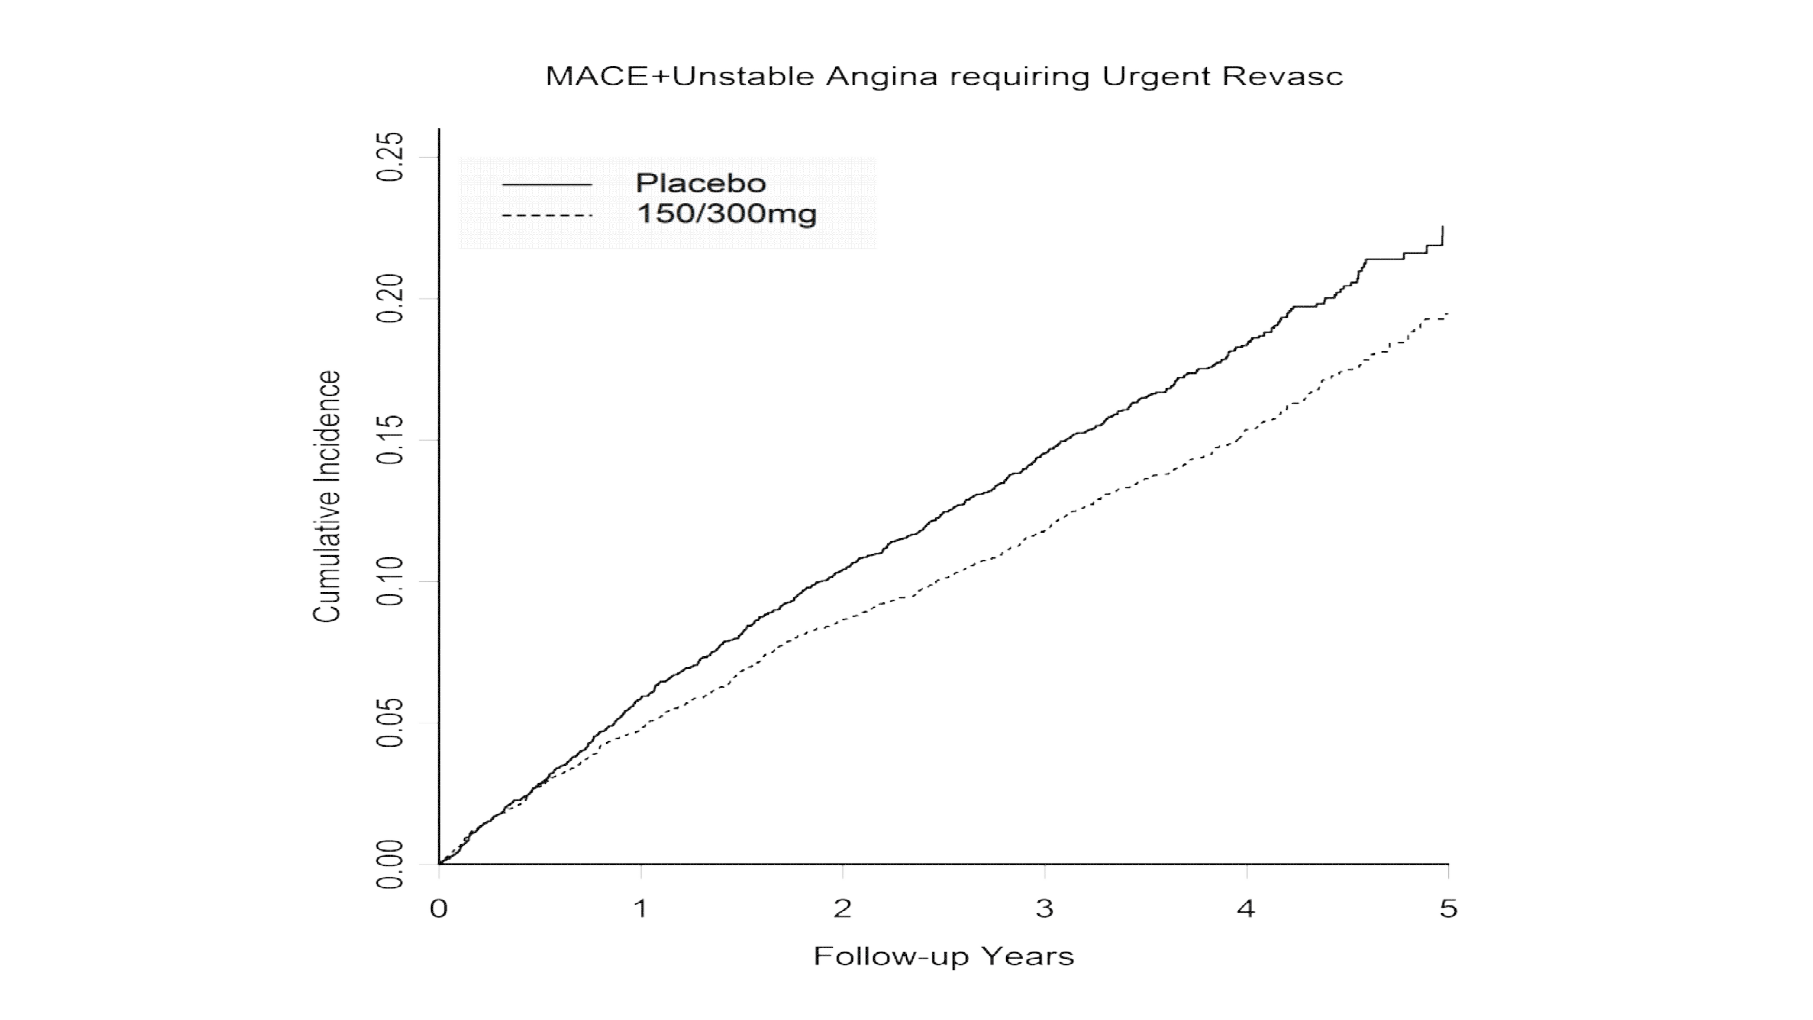 MACE+Unstable Angina requiring Urgent Revasc
0.25
0.20
0.15
0.10
0.05
0.00
Cumulative Incidence
Placebo
150/300mg
0 1 2 3 4 5
Follow-up Years